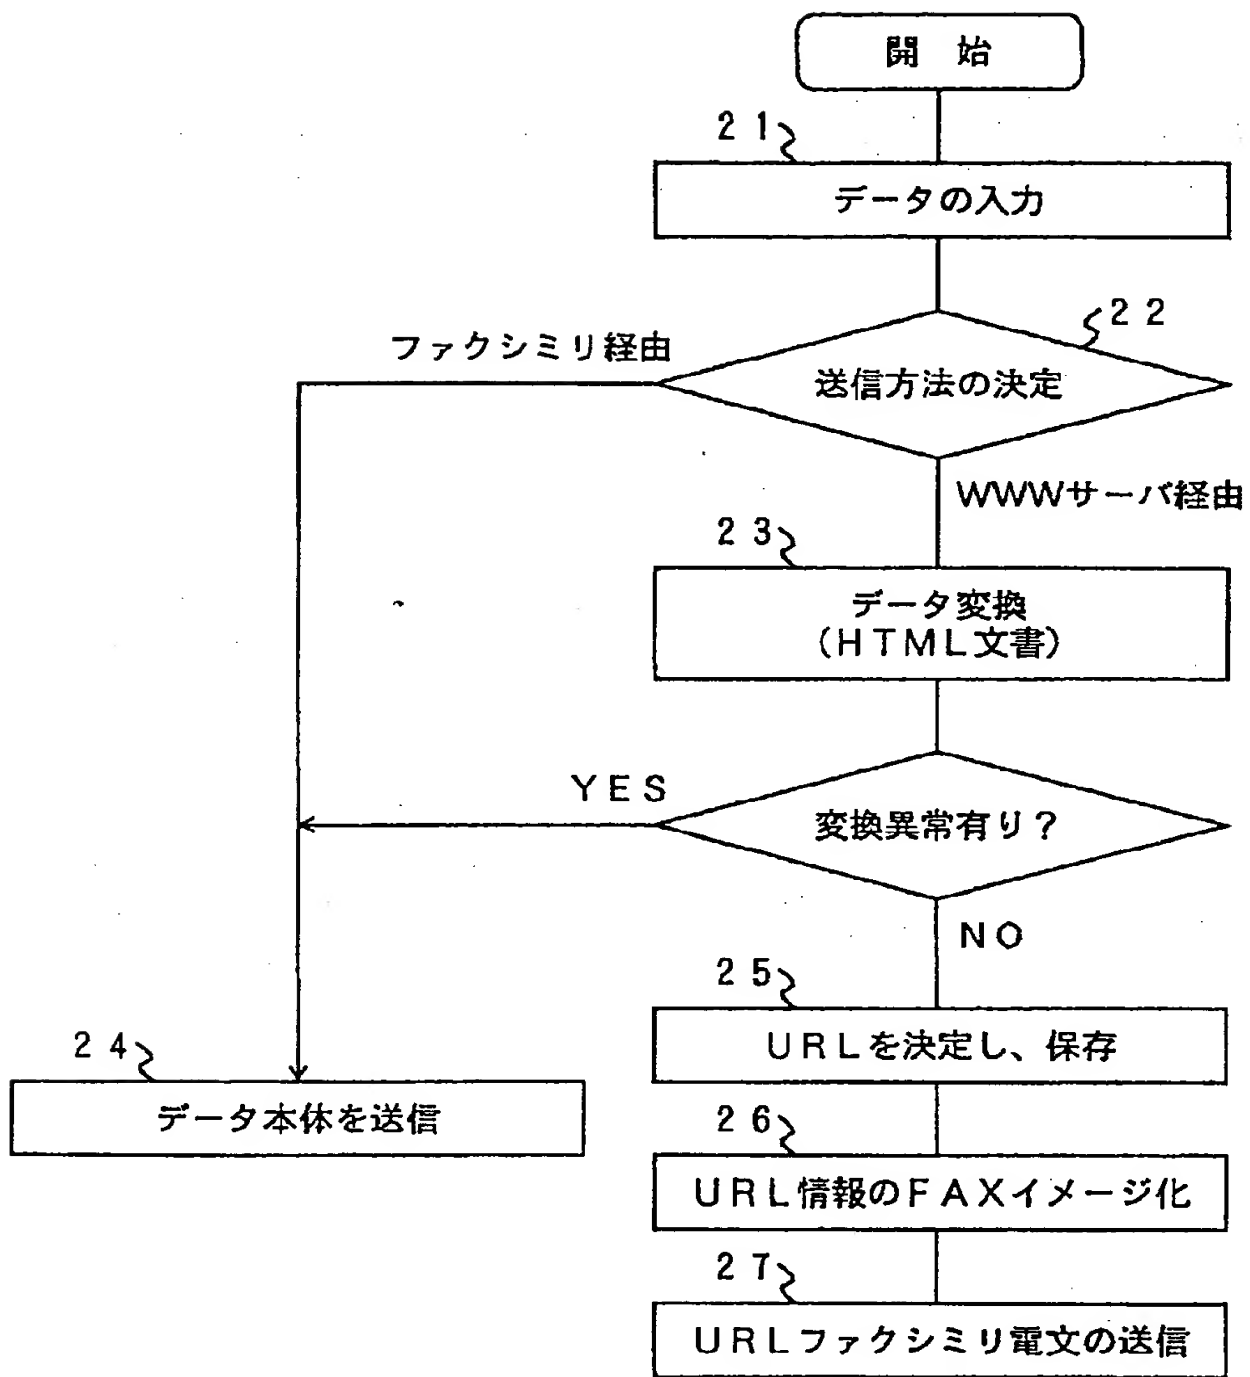 開 始
21
データの入力
22
ファクシミリ経由
送信方法の決定
WWWサーバ経由
23
データ変換
(HTML文書)
YES
変換異常有り?
NO
25
URLを決定し、保存
24
データ本体を送信
26
URL情報のFAXイメージ化
27
URLファクシミリ電文の送信